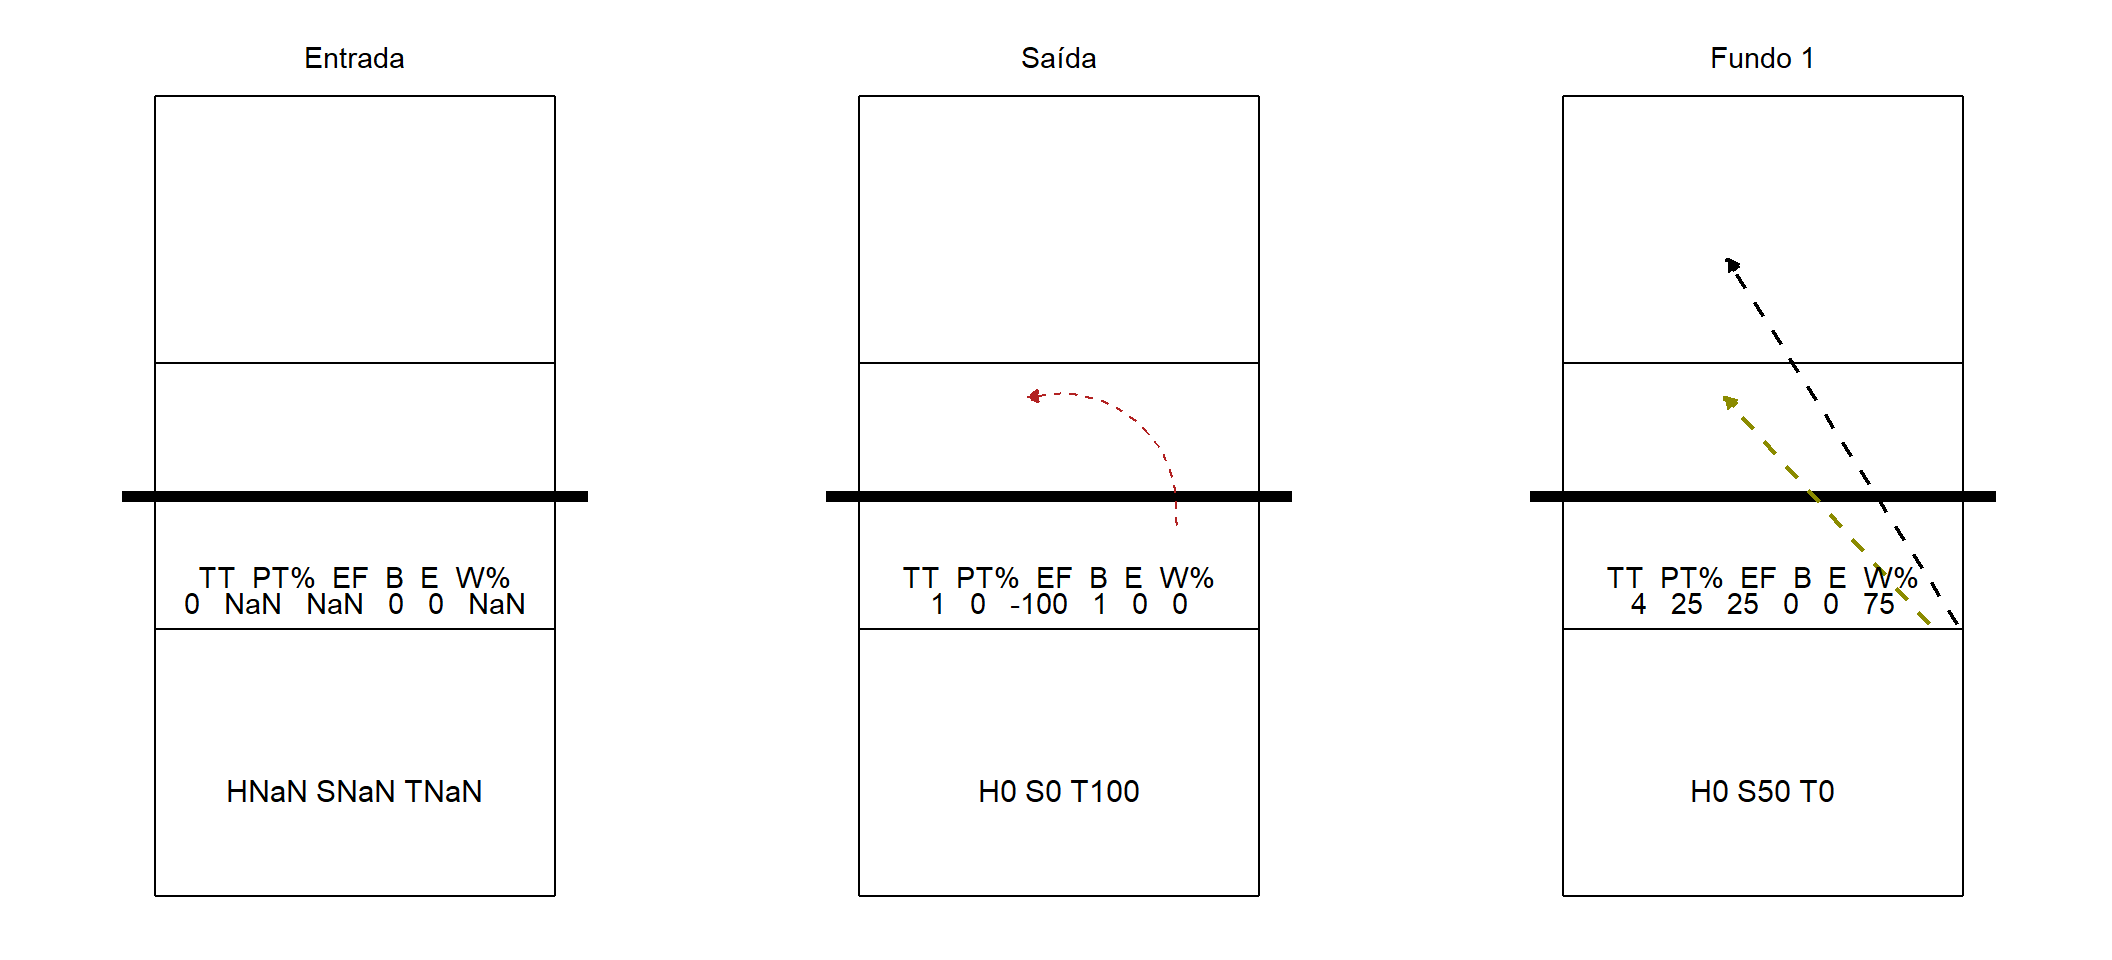 Entrada
TT PT% EF B E W%
0 NaN NaN 0 0 NaN
HNaN SNaN TNaN
Saída
TT PT% EF B E W%
1 0 -100 1 0 0
H0 S0 T100
Fundo 1
TT PT% EF B E W%
4 25 25 0 0 75
H0 S50 T0